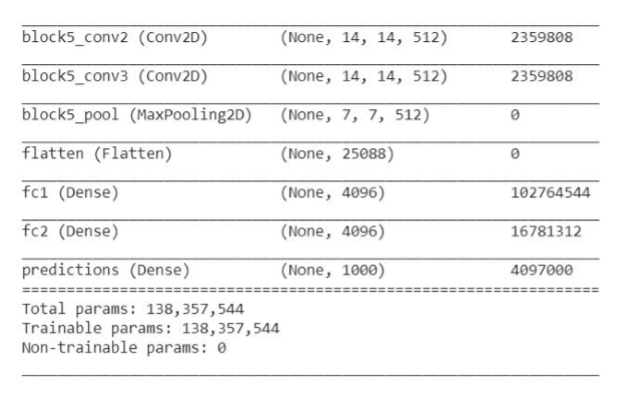 block5_conv2 (Conv2D) (None, 14, 14, 512) 2359808
block5_conv3 (Conv2D) (None, 14, 14, 512) 2359808
block5_pool (MaxPooling2D) (None, 7, 7, 512) 0
flatten (Flatten) (None, 25088) 0
fc1 (Dense) (None, 4096) 102764544
fc2 (Dense) (None, 4096) 16781312
predictions (Dense) (None, 1000) 4097000
=================================================================
Total params: 138,357,544
Trainable params: 138,357,544
Non-trainable params: 0